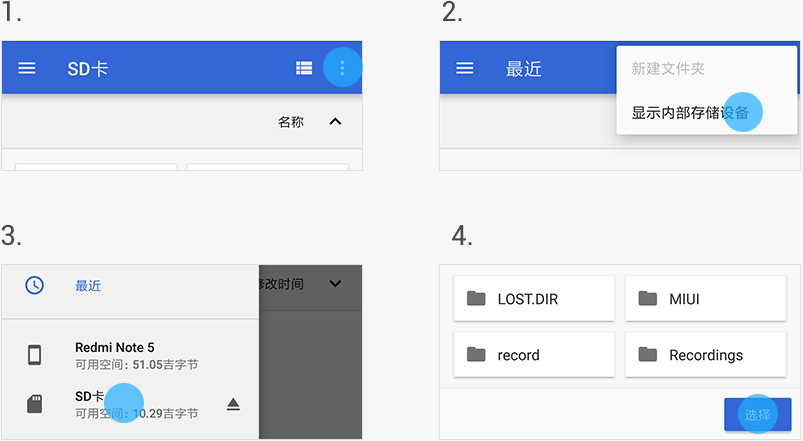 1.
SD卡
名称
2.
最近
新建文件夹
显示内部存储设备
3.
最近
修改时间
Redmi Note 5
可用空间：51.05吉字节
SD卡
可用空间：10.29吉字节
4.
LOST.DIR
MIUI
record
Recordings
选择